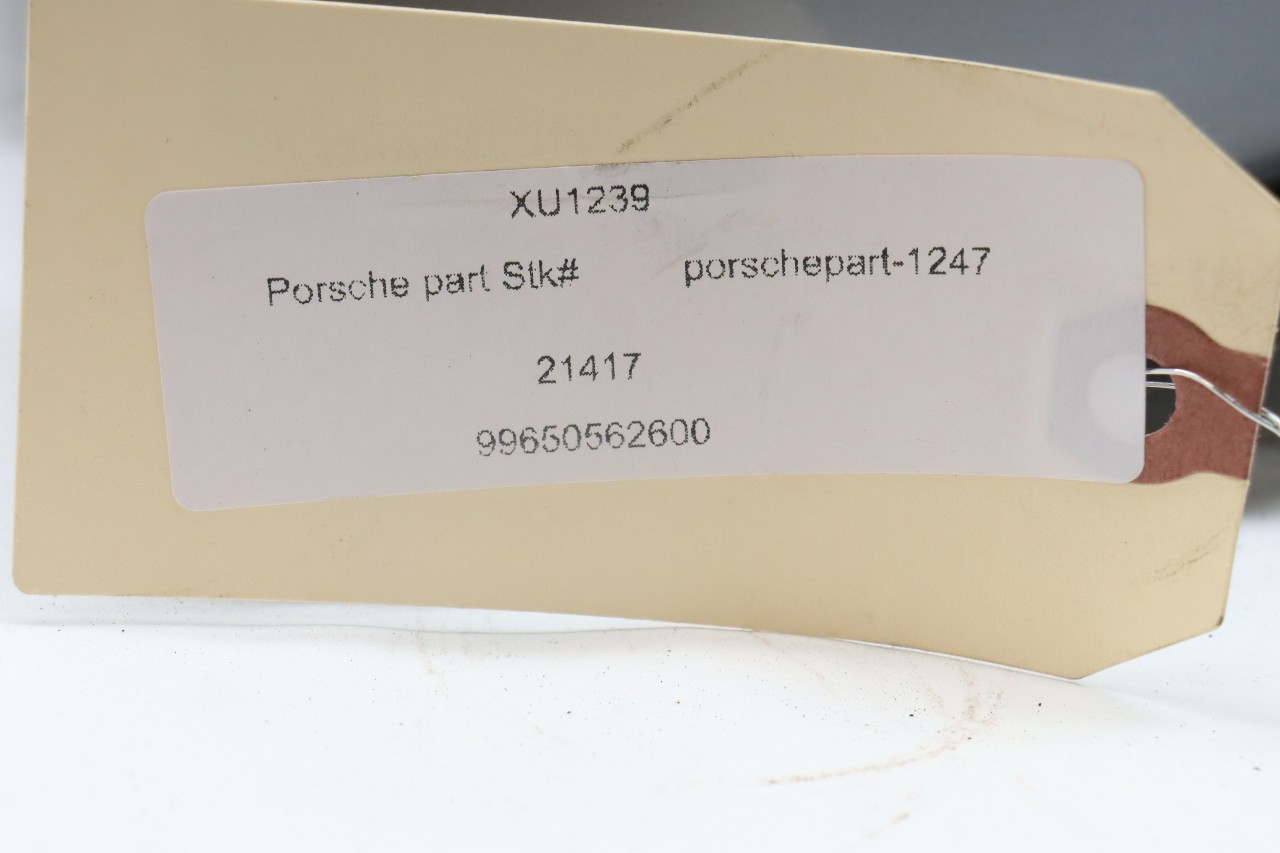 XU1239
Porsche part Stk# porschepart-1247
21417
99650562600